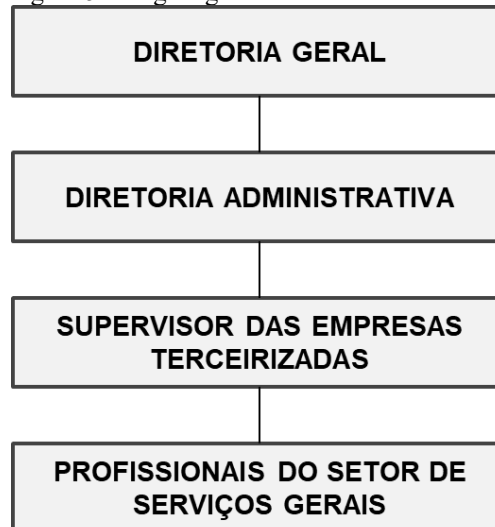 DIRETORIA GERAL
DIRETORIA ADMINISTRATIVA
SUPERVISOR DAS EMPRESAS
TERCEIRIZADAS
PROFISSIONAIS DO SETOR DE
SERVIÇOS GERAIS